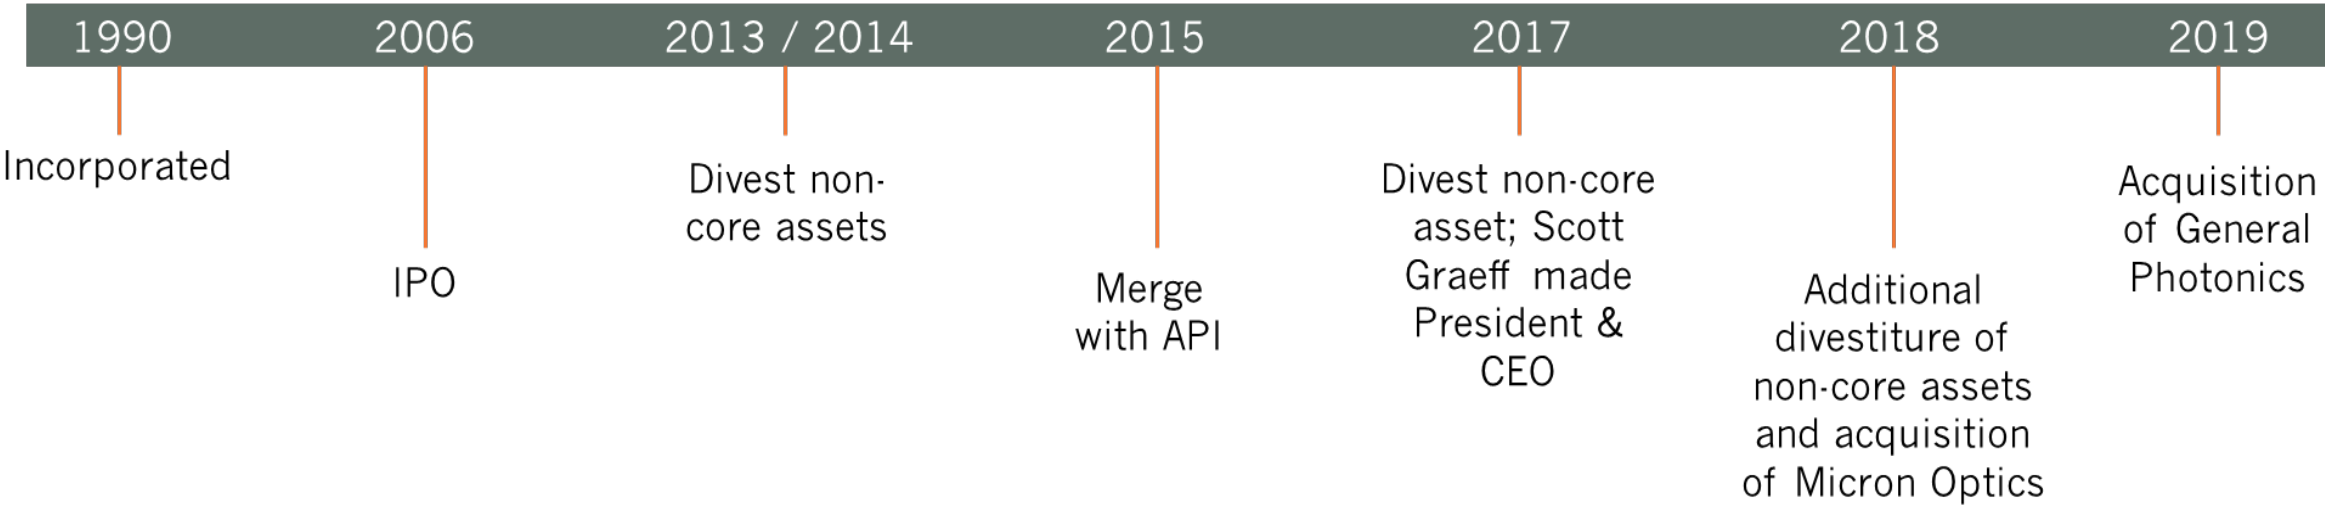 1990 2006 2013 / 2014 2015 2017 2018 2019
Incorporated
IPO
Divest non-
core assets
Merge
with API
Divest non-core
asset; Scott
Graeff made
President &
CEO
Additional
divestiture of
non-core assets
and acquisition
of Micron Optics
Acquisition
of General
Photonics